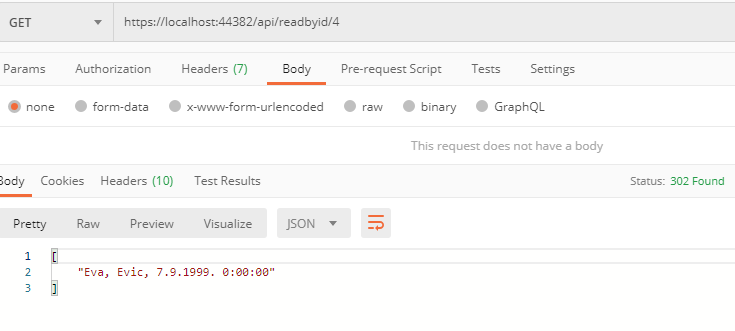 GET https://localhost:44382/api/readbyid/4
Params Authorization Headers (7) Body Pre-request Script Tests Settings
none form-data x-www-form-urlencoded raw binary GraphQL
This request does not have a body
Body Cookies Headers (10) Test Results Status: 302 Found
Pretty Raw Preview Visualize JSON
1 [
2 "Eva, Evic, 7.9.1999. 0:00:00"
3 ]